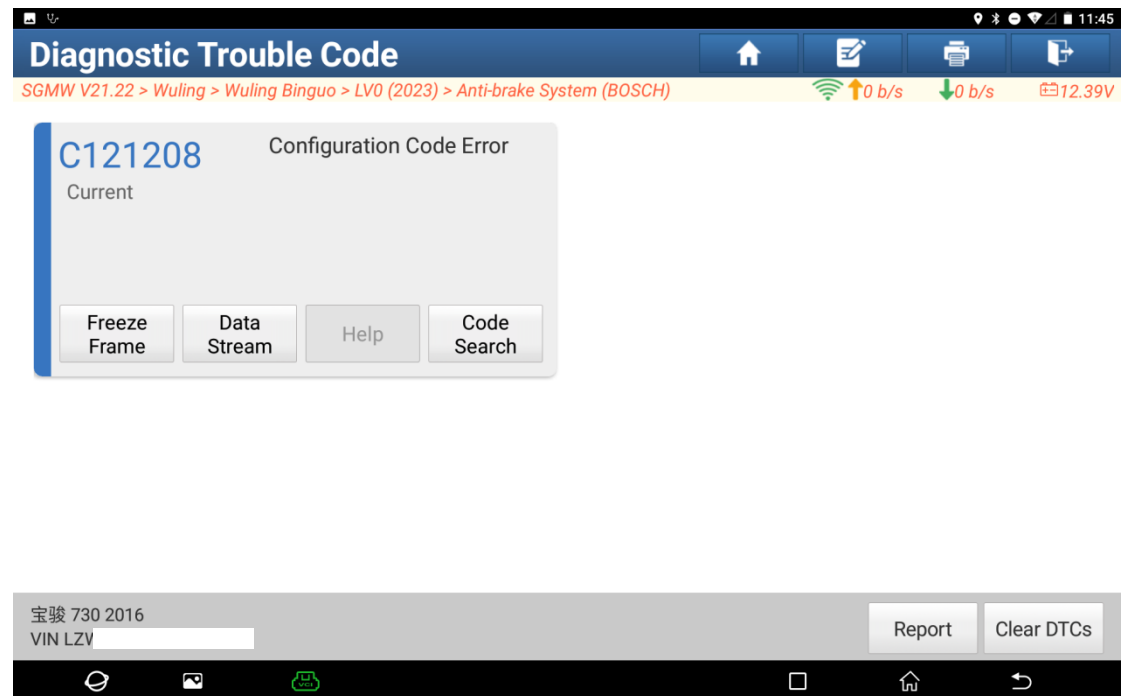 11:45
Diagnostic Trouble Code
SGMW V21.22 > Wuling > Wuling Binguo > LV0 (2023) > Anti-brake System (BOSCH) 0 b/s 0 b/s 12.39V
C121208 Configuration Code Error
Current
Freeze Frame
Data Stream
Help
Code Search
宝骏 730 2016
VIN LZW
Report
Clear DTCs
VCI